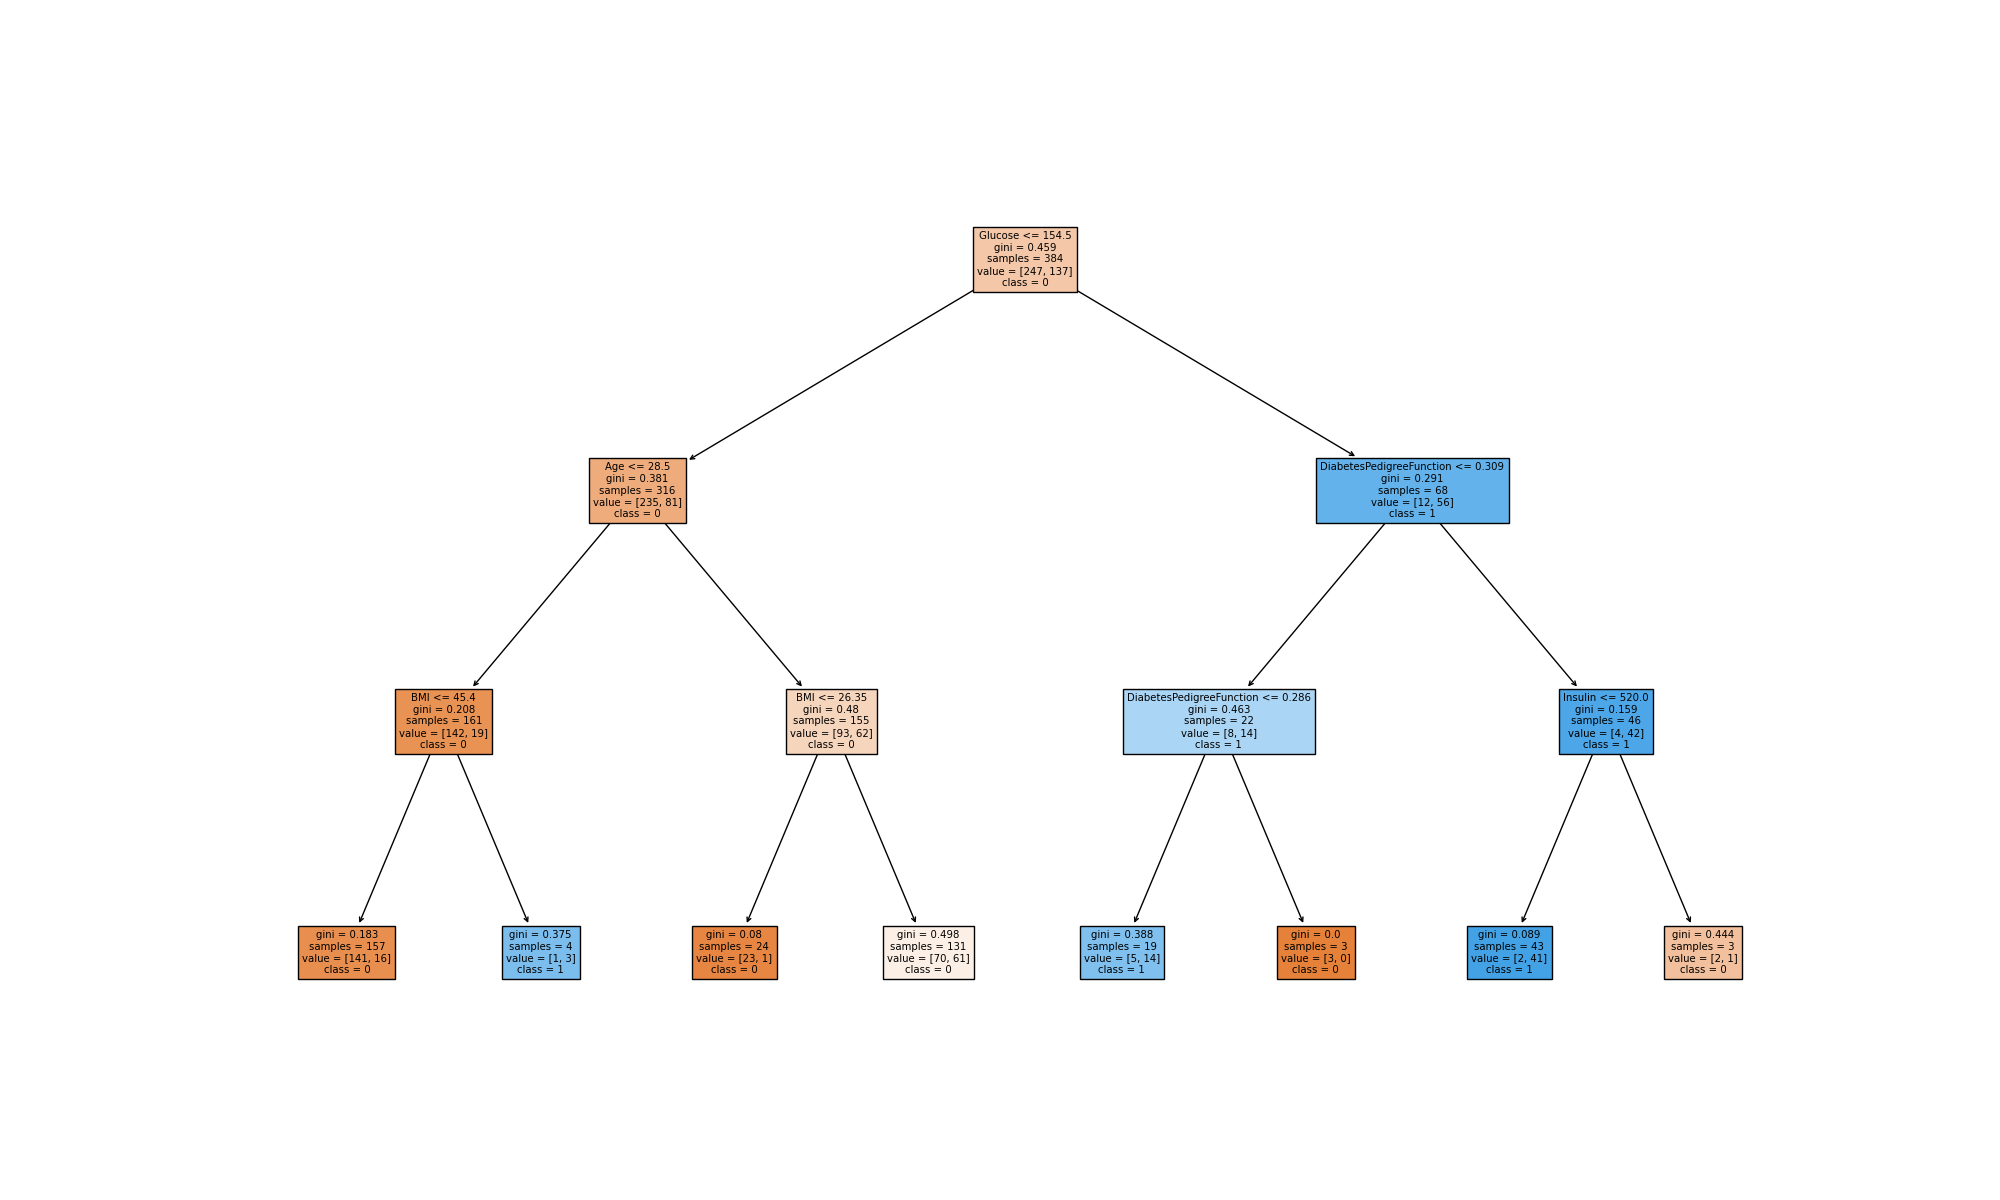 Glucose <= 154.5
gini = 0.459
samples = 384
value = [247, 137]
class = 0
Age <= 28.5
gini = 0.381
samples = 316
value = [235, 81]
class = 0
DiabetesPedigreeFunction <= 0.309
gini = 0.291
samples = 68
value = [12, 56]
class = 1
BMI <= 45.4
gini = 0.208
samples = 161
value = [142, 19]
class = 0
BMI <= 26.35
gini = 0.48
samples = 155
value = [93, 62]
class = 0
DiabetesPedigreeFunction <= 0.286
gini = 0.463
samples = 22
value = [8, 14]
class = 1
Insulin <= 520.0
gini = 0.159
samples = 46
value = [4, 42]
class = 1
gini = 0.183
samples = 157
value = [141, 16]
class = 0
gini = 0.375
samples = 4
value = [1, 3]
class = 1
gini = 0.08
samples = 24
value = [23, 1]
class = 0
gini = 0.498
samples = 131
value = [70, 61]
class = 0
gini = 0.388
samples = 19
value = [5, 14]
class = 1
gini = 0.0
samples = 3
value = [3, 0]
class = 0
gini = 0.089
samples = 43
value = [2, 41]
class = 1
gini = 0.444
samples = 3
value = [2, 1]
class = 0